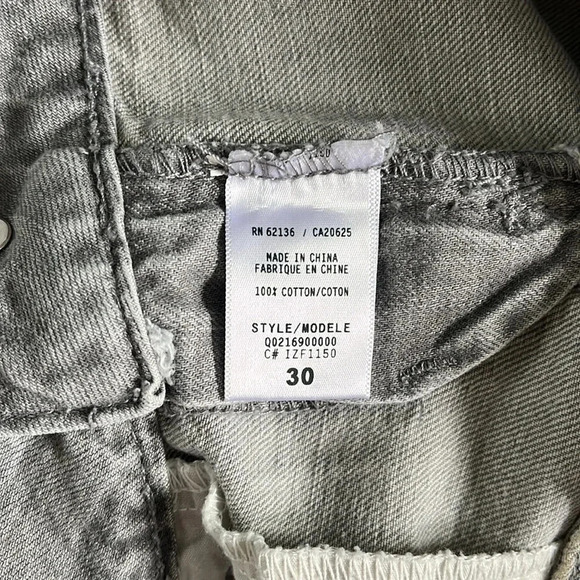 RN 62136 / CA20625
MADE IN CHINA
FABRIQUE EN CHINE
100% COTTON/COTON
STYLE/MODELE
Q0216900000
C# IZF1150
30